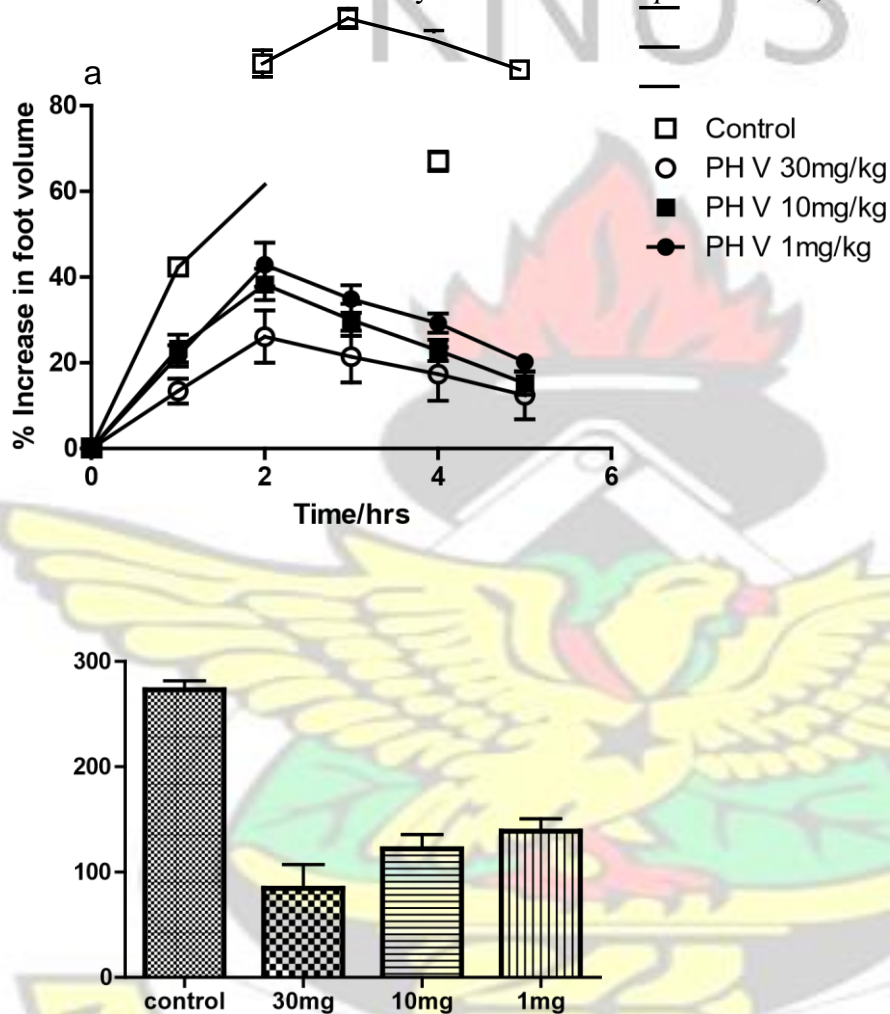 KNUS
a
80
60
40
20
0
0 2 4 6
% Increase in foot volume
Time/hrs
Control
PH V 30mg/kg
PH V 10mg/kg
PH V 1mg/kg
300
200
100
0
control 30mg 10mg 1mg